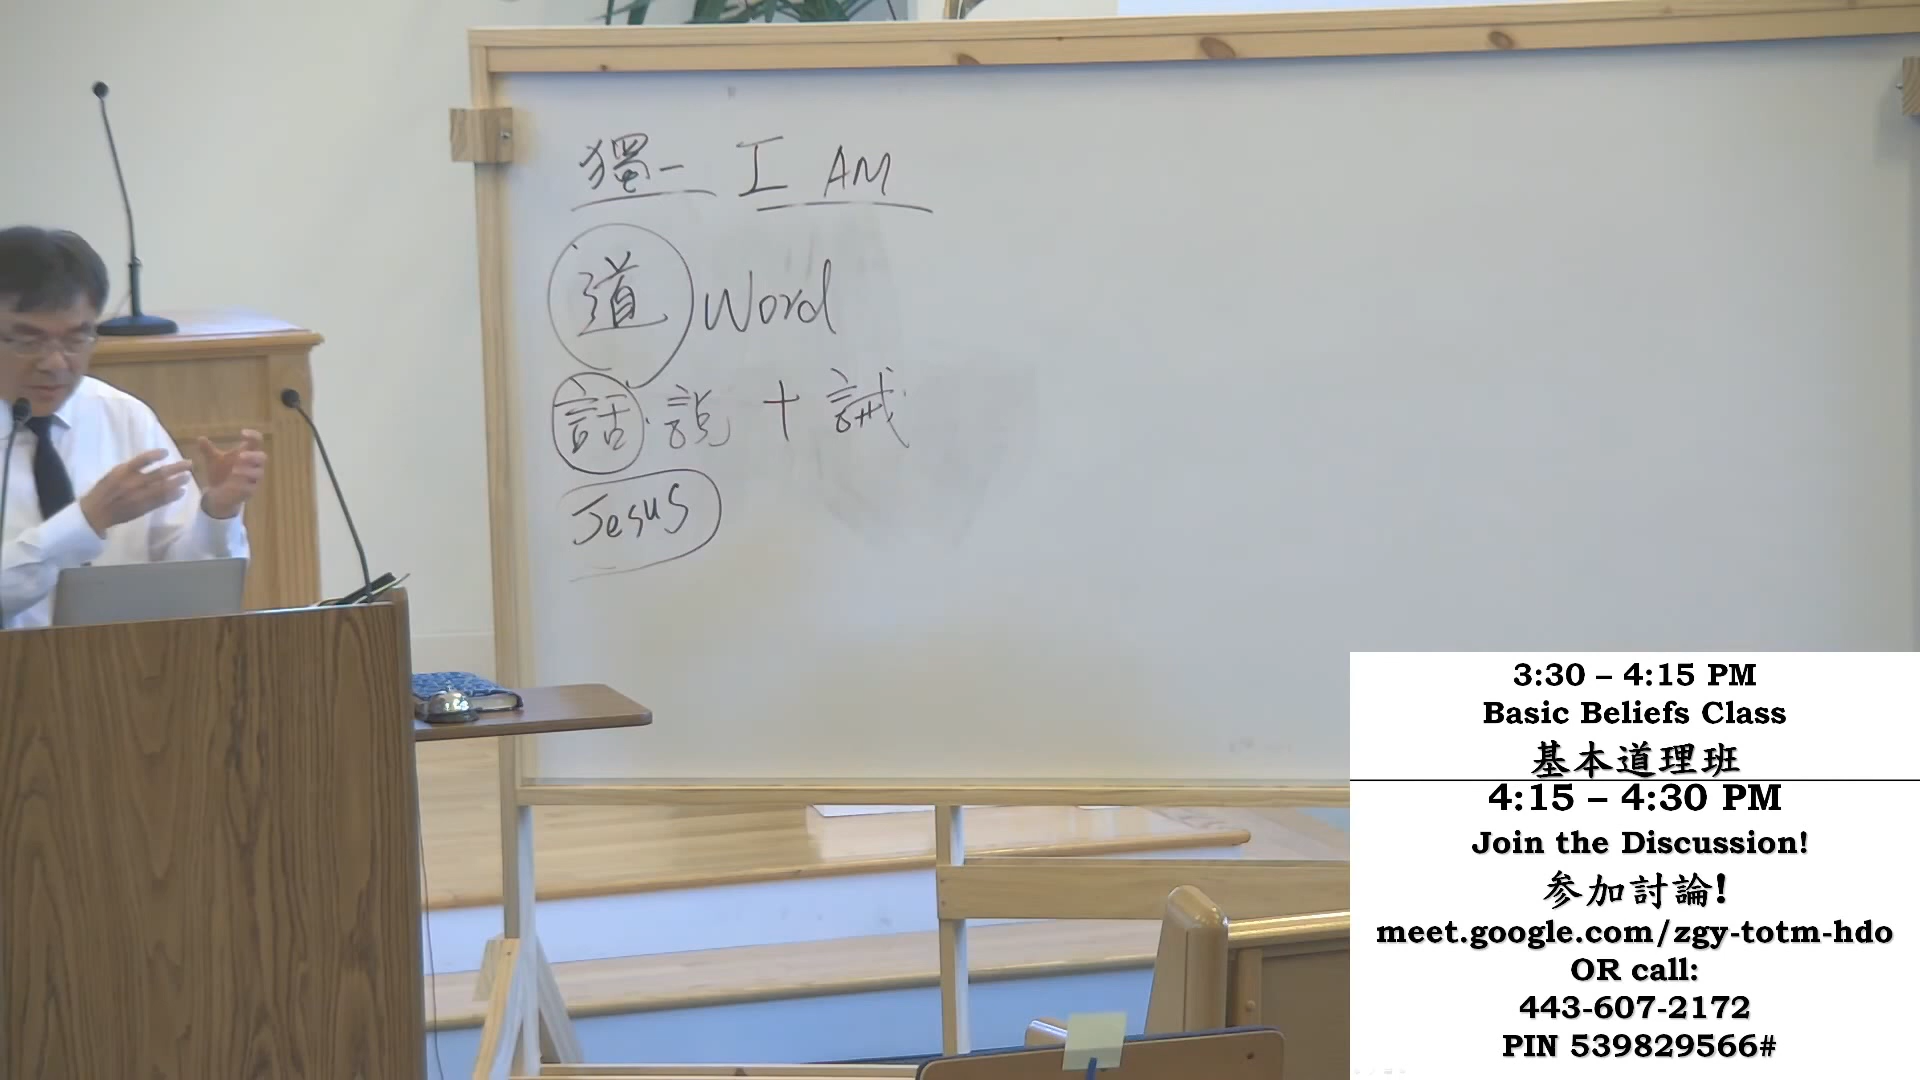 獨一 I AM
道 Word
話.說 十誡
Jesus
3:30 – 4:15 PM
Basic Beliefs Class
基本道理班
4:15 – 4:30 PM
Join the Discussion!
參加討論!
meet.google.com/zgy-totm-hdo
OR call:
443-607-2172
PIN 539829566#